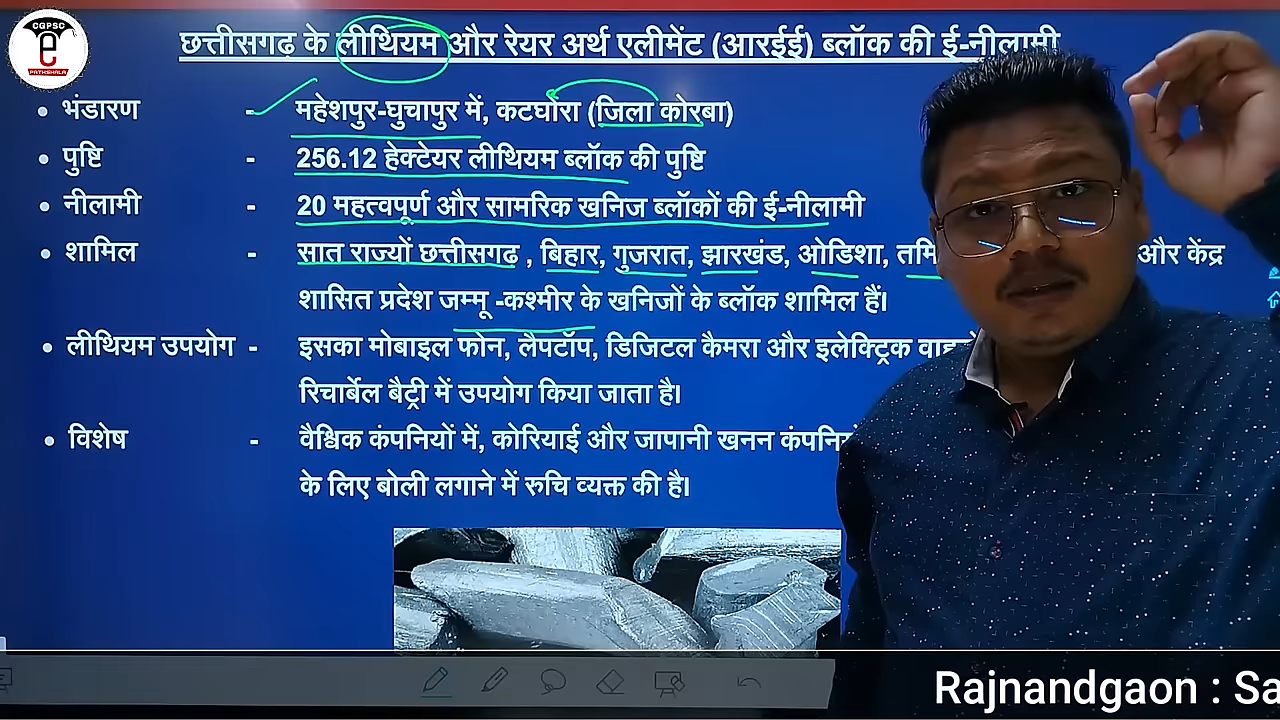 CGPSC
e
PATHSHALA
छत्तीसगढ के लीथियम और रेयर अर्थ एलीमेंट (आरईई) ब्लॉक की ई-नीलामी
• भंडारण - महेशपुर-घुचापुर में, कटघोरा (जिला कोरबा)
• पुष्टि - 256.12 हेक्टेयर लीथियम ब्लॉक की पुष्टि
• नीलामी - 20 महत्वपूर्ण और सामरिक खनिज ब्लॉकों की ई-नीलामी
• शामिल - सात राज्यों छत्तीसगढ , बिहार, गुजरात, झारखंड, ओडिशा, और केंद्र
शासित प्रदेश जम्मू -कश्मीर के खनिजों के ब्लॉक शामिल हैं।
• लीथियम उपयोग - इसका मोबाइल फोन, लैपटॉप, डिजिटल कैमरा और इलेक्ट्रिक
रिचार्बेल बैट्री में उपयोग किया जाता है।
• विशेष - वैश्विक कंपनियों में, कोरियाई और जापानी खनन
के लिए बोली लगाने में रुचि व्यक्त की है।
Rajnandgaon : Sa